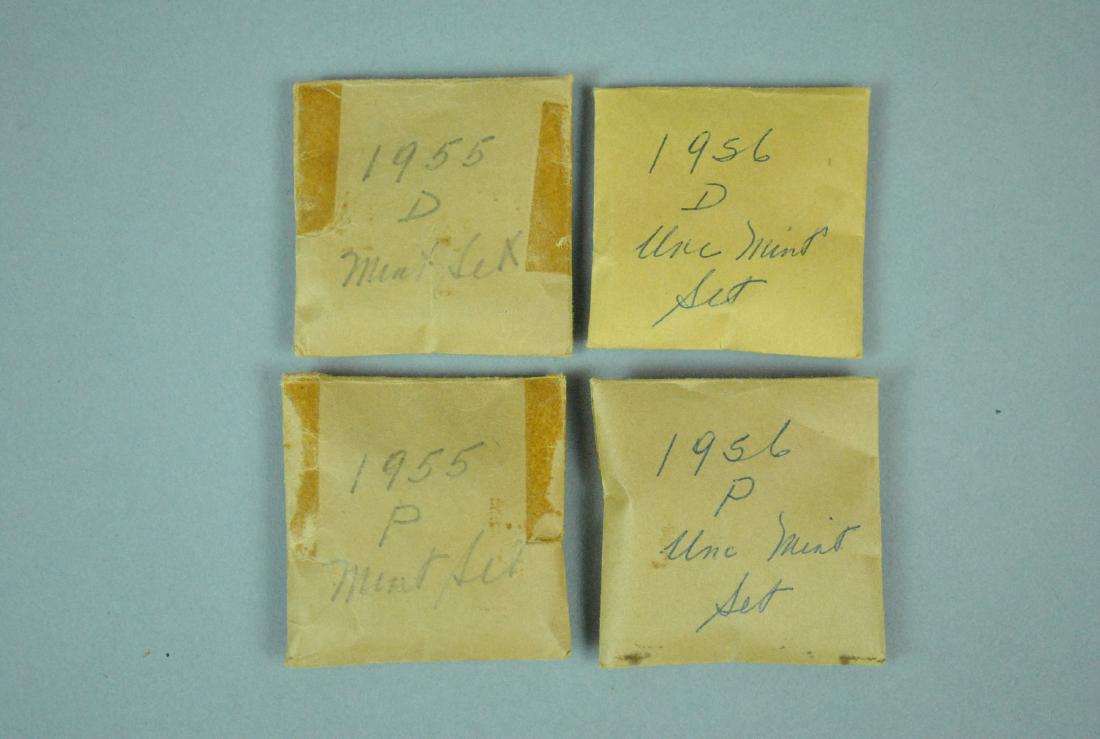 1955
D
Mint Set
1956
D
Unc Mint
Set
1955
P
Mint Set
1956
P
Unc Mint
Set